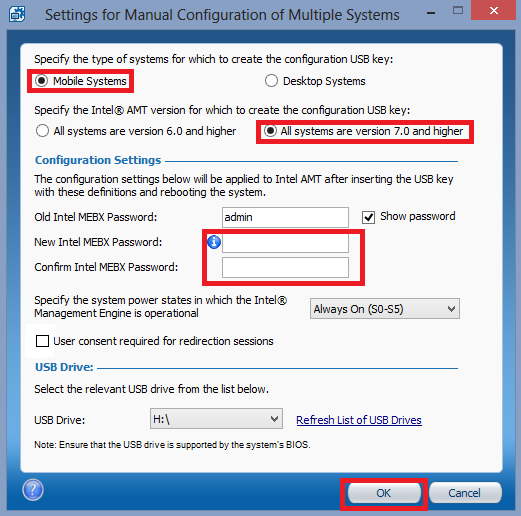 Settings for Manual Configuration of Multiple Systems
Specify the type of systems for which to create the configuration USB key:
Mobile Systems
Desktop Systems
Specify the Intel® AMT version for which to create the configuration USB key:
All systems are version 6.0 and higher
All systems are version 7.0 and higher
Configuration Settings
The configuration settings below will be applied to Intel AMT after inserting the USB key
with these definitions and rebooting the system.
Old Intel MEBX Password:
admin
Show password
New Intel MEBX Password:
Confirm Intel MEBX Password:
Specify the system power states in which the Intel®
Management Engine is operational
Always On (S0-S5)
User consent required for redirection sessions
USB Drive:
Select the relevant USB drive from the list below.
USB Drive:
H:\
Refresh List of USB Drives
Note: Ensure that the USB drive is supported by the system's BIOS.
OK
Cancel